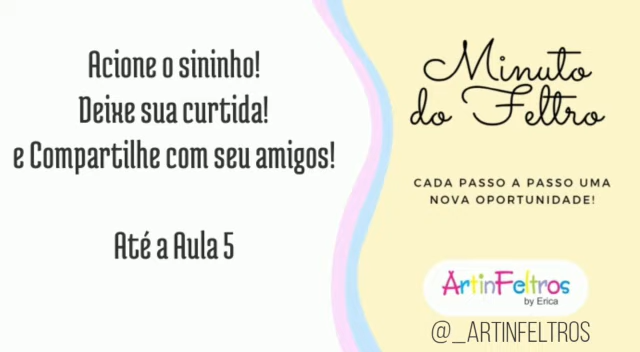 Acione o sininho!
Deixe sua curtida!
e Compartilhe com seu amigos!
Até a Aula 5
Minuto
do Feltro
CADA PASSO A PASSO UMA
NOVA OPORTUNIDADE!
ArtinFeltros
by Erica
@_ARTINFELTROS